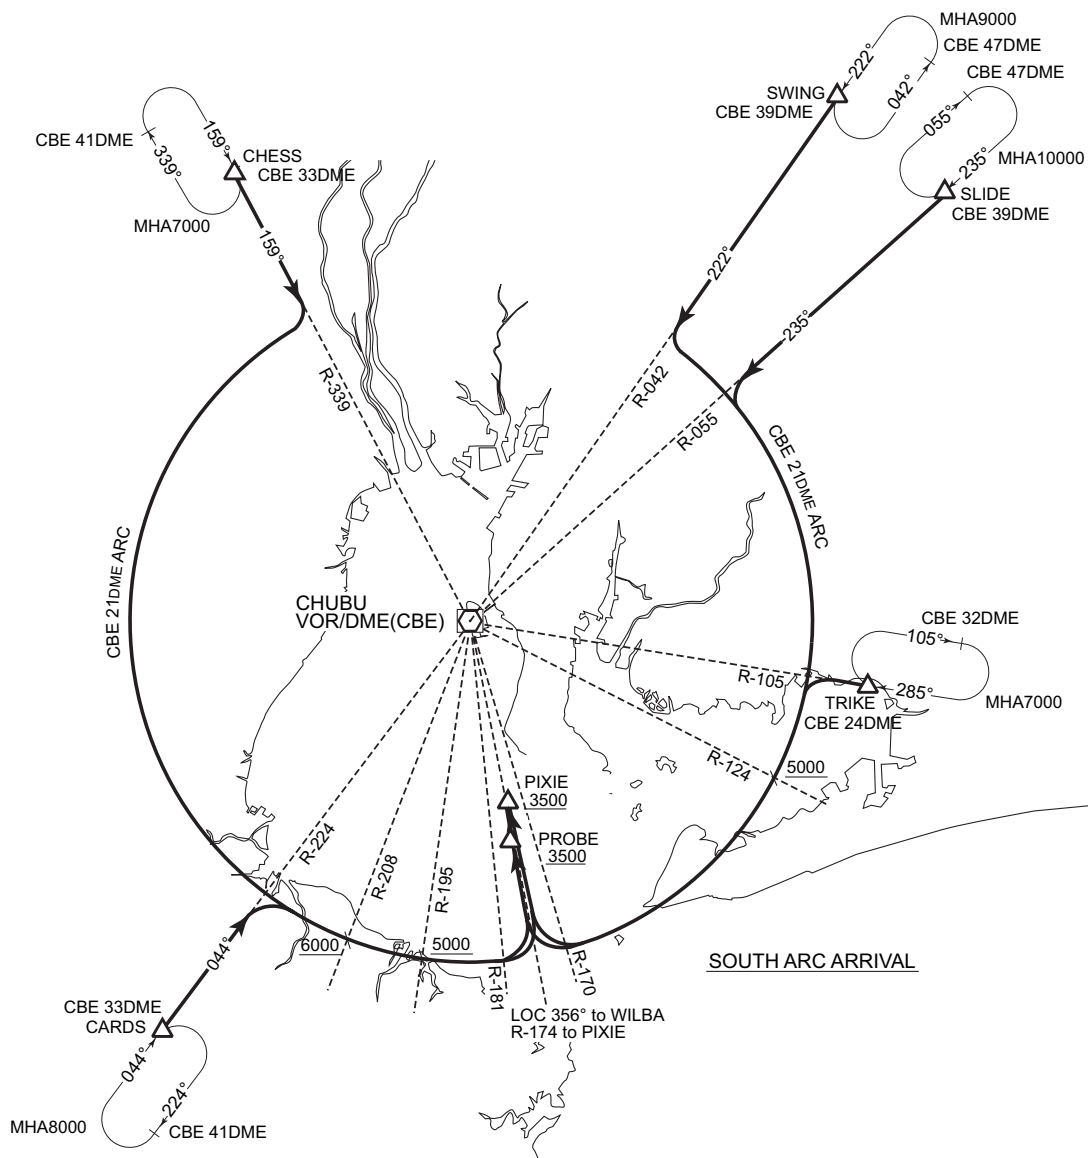 MHA9000
CBE 47DME
222°
042°
SWING
CBE 39DME
CBE 47DME
055°
235°
MHA10000
SLIDE
CBE 39DME
CBE 41DME
159°
339°
CHESS
CBE 33DME
MHA7000
159°
222°
235°
R-339
R-042
R-055
CBE 21DME ARC
CBE 21DME ARC
CHUBU
VOR/DME(CBE)
CBE 32DME
105°
285°
MHA7000
R-105
TRIKE
CBE 24DME
R-124
5000
PIXIE
3500
PROBE
3500
R-224
R-208
R-195
6000
5000
R-181
R-170
044°
SOUTH ARC ARRIVAL
LOC 356° to WILBA
R-174 to PIXIE
CBE 33DME
CARDS
044°
224°
MHA8000
CBE 41DME